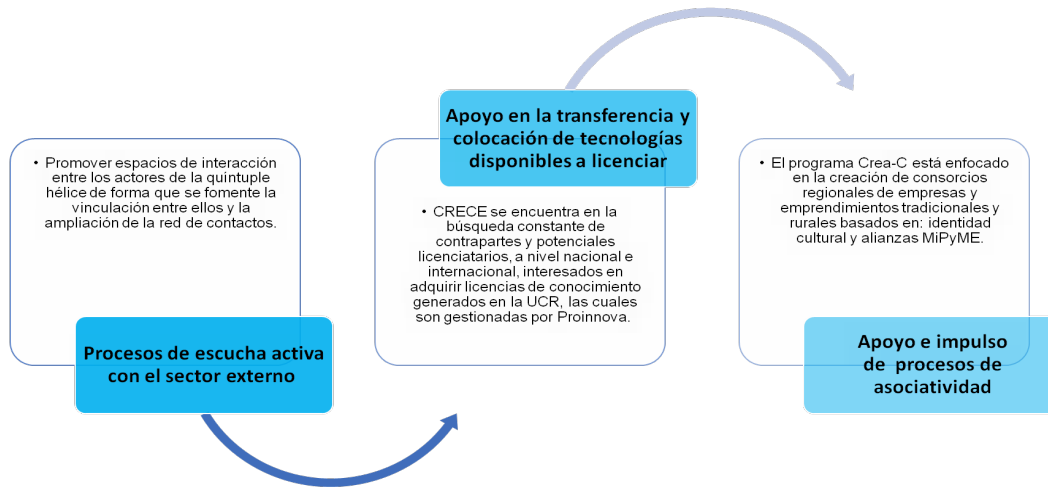 • Promover espacios de interacción
entre los actores de la quintuple
hélice de forma que se fomente la
vinculación entre ellos y la
ampliación de la red de contactos.
Procesos de escucha activa
con el sector externo
Apoyo en la transferencia y
colocación de tecnologías
disponibles a licenciar
• CRECE se encuentra en la
búsqueda constante de
contrapartes y potenciales
licenciatarios, a nivel nacional e
internacional, interesados en
adquirir licencias de conocimiento
generados en la UCR, las cuales
son gestionadas por Proinnova.
• El programa Crea-C está enfocado
en la creación de consorcios
regionales de empresas y
emprendimientos tradicionales y
rurales basados en: identidad
cultural y alianzas MiPyME.
Apoyo e impulso
de procesos de
asociatividad